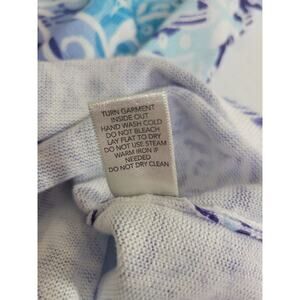 TURN GARMENT
INSIDE OUT
HAND WASH COLD
DO NOT BLEACH
LAY FLAT TO DRY
DO NOT USE STEAM
WARM IRON IF
NEEDED
DO NOT DRY CLEAN